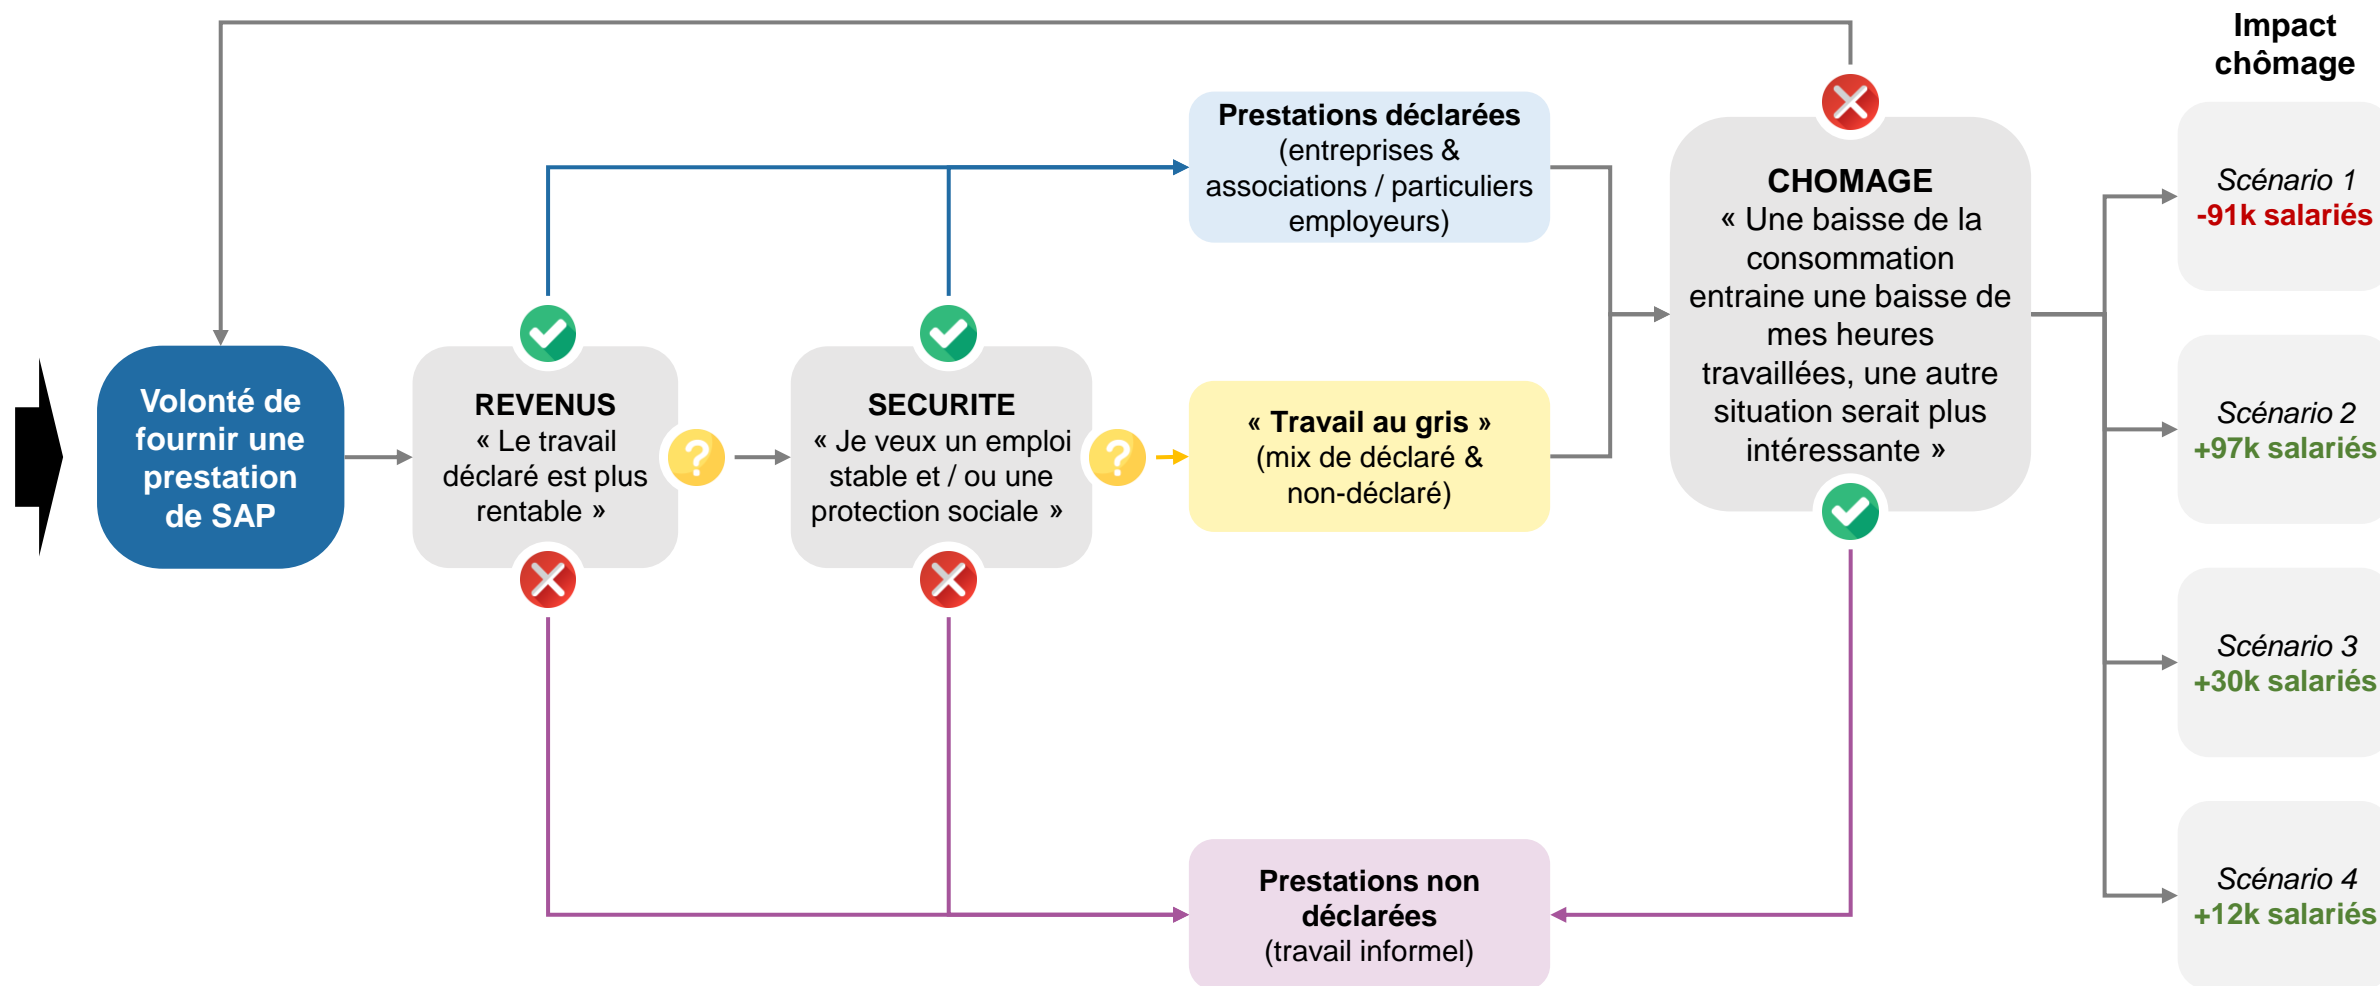 Impact
chômage
Prestations déclarées
(entreprises &
associations / particuliers
employeurs)
CHOMAGE
« Une baisse de la
consommation
entraine une baisse de
mes heures
travaillées, une autre
situation serait plus
intéressante »
Scénario 1
-91k salariés
Volonté de
fournir une
prestation
de SAP
REVENUS
« Le travail
déclaré est plus
rentable »
SECURITE
« Je veux un emploi
stable et / ou une
protection sociale »
« Travail au gris »
(mix de déclaré &
non-déclaré)
Scénario 2
+97k salariés
Scénario 3
+30k salariés
Prestations non
déclarées
(travail informel)
Scénario 4
+12k salariés